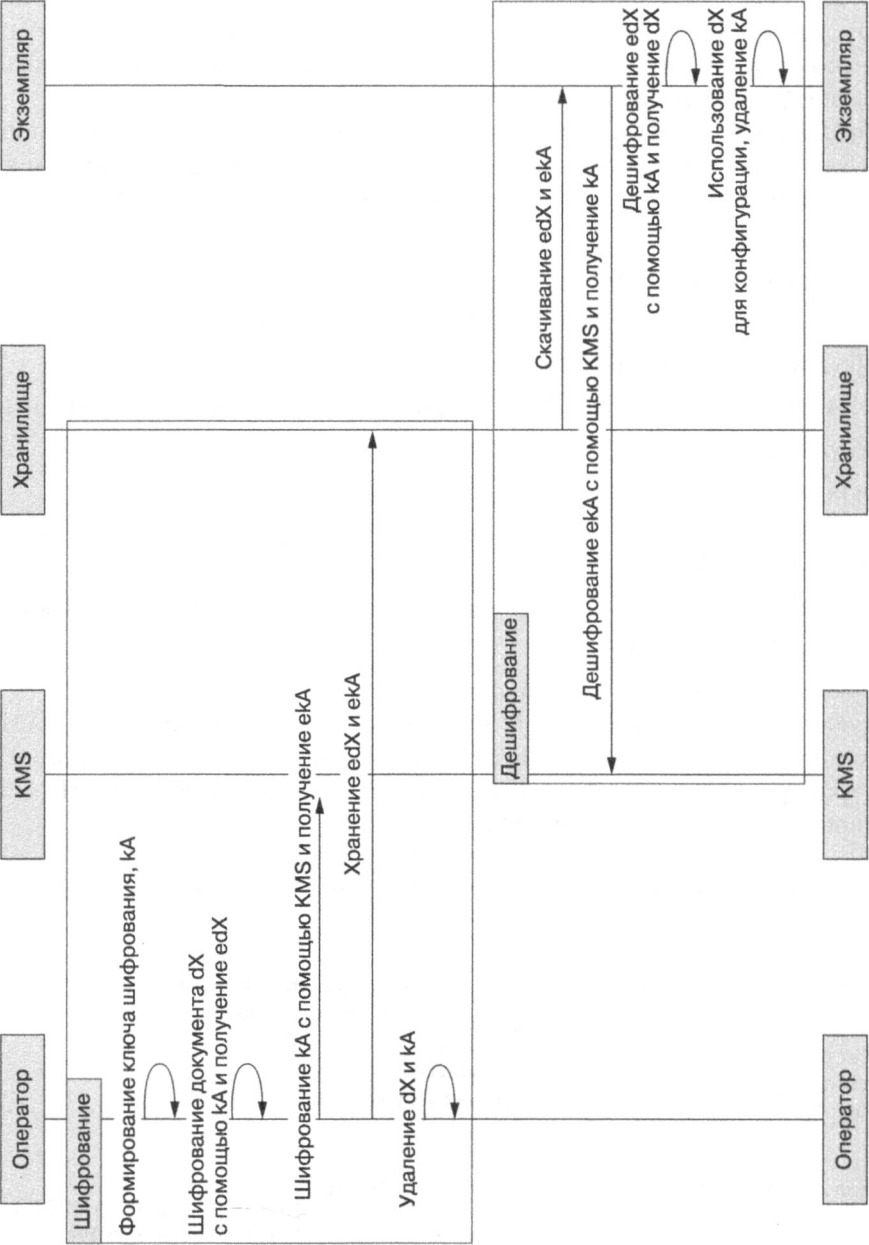 Оператор
KMS
Хранилище
Экземпляр
Шифрование
Формирование ключа шифрования, kA
Шифрование документа dX
с помощью kA и получение edX
Шифрование kA с помощью KMS и получение ekA
Хранение edX и ekA
Удаление dX и kA
Дешифрование
Скачивание edX и ekA
Дешифрование ekA с помощью KMS и получение kA
Дешифрование edX
с помощью kA и получение dX
Использование dX
для конфигурации, удаление kA
Оператор
KMS
Хранилище
Экземпляр